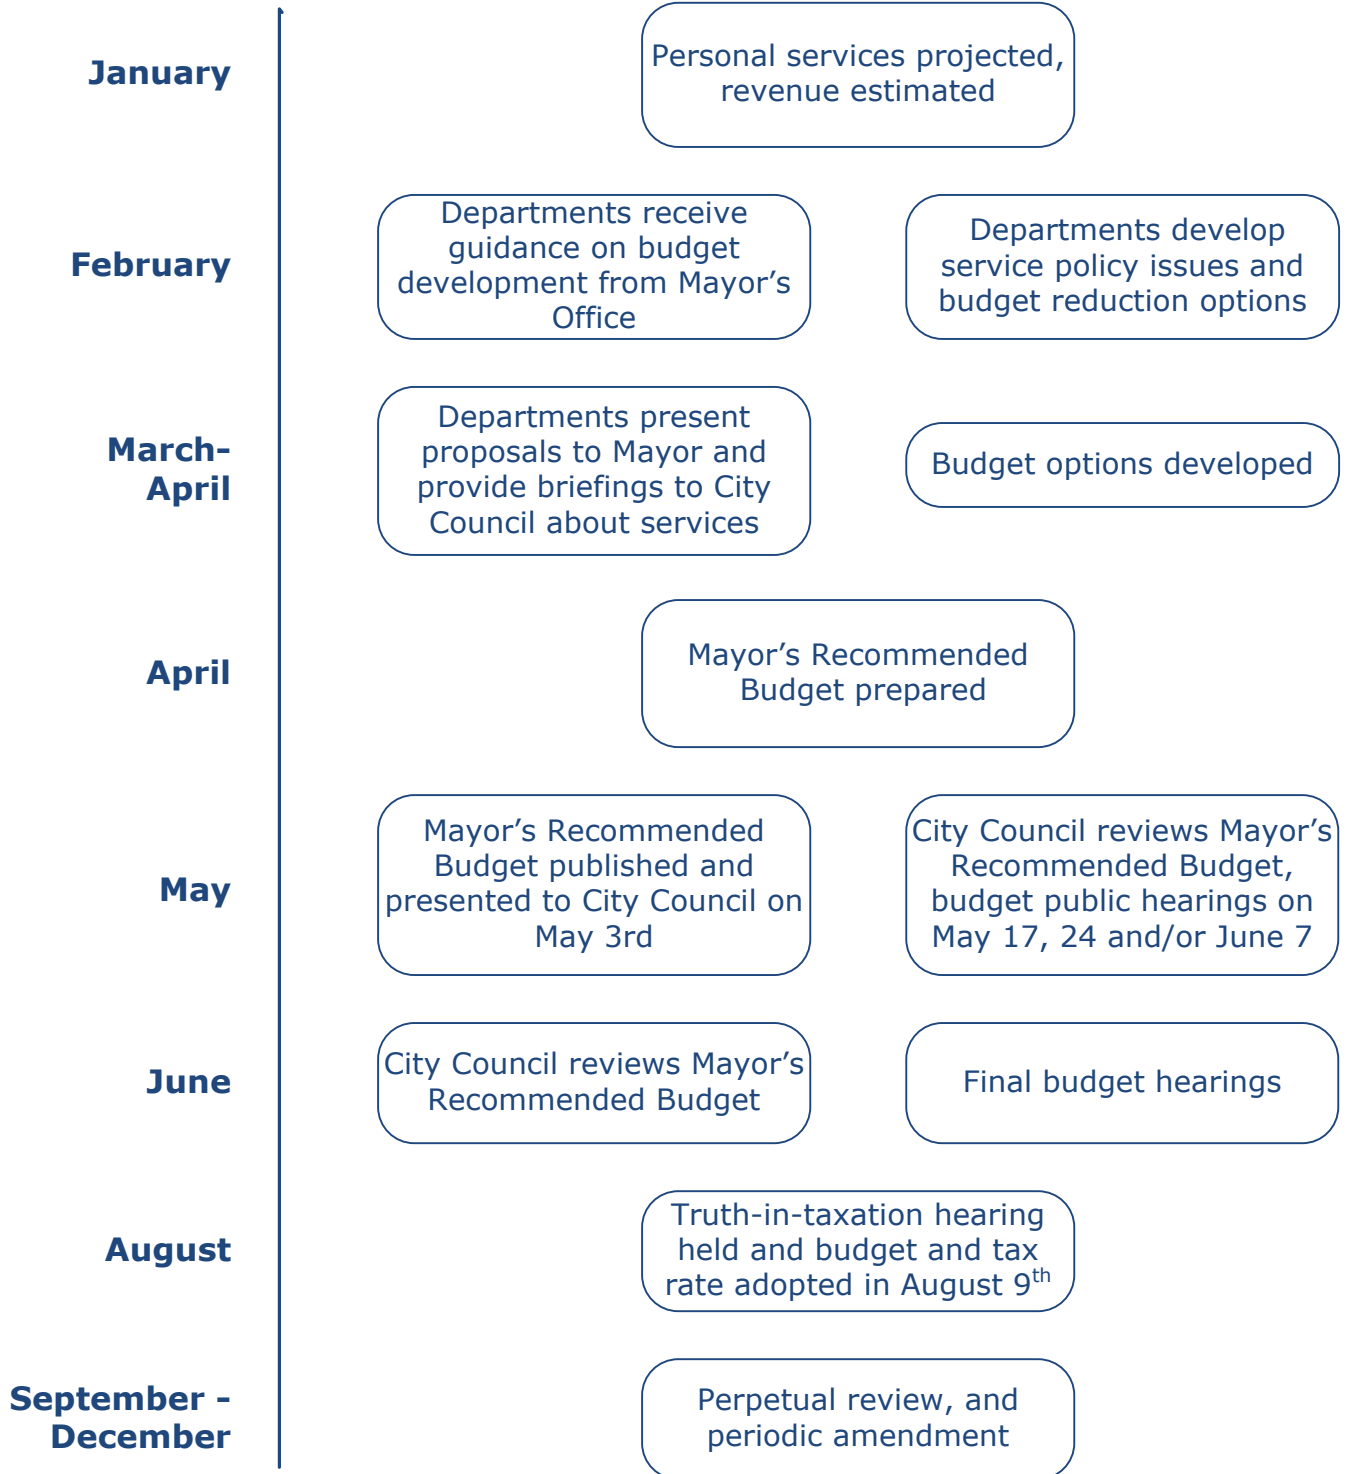 January
Personal services projected,
revenue estimated
February
Departments receive
guidance on budget
development from Mayor’s
Office
Departments develop
service policy issues and
budget reduction options
March–
April
Departments present
proposals to Mayor and
provide briefings to City
Council about services
Budget options developed
April
Mayor’s Recommended
Budget prepared
May
Mayor’s Recommended
Budget published and
presented to City Council on
May 3rd
City Council reviews Mayor’s
Recommended Budget,
budget public hearings on
May 17, 24 and/or June 7
June
City Council reviews Mayor’s
Recommended Budget
Final budget hearings
August
Truth-in-taxation hearing
held and budget and tax
rate adopted in August 9th
September –
December
Perpetual review, and
periodic amendment